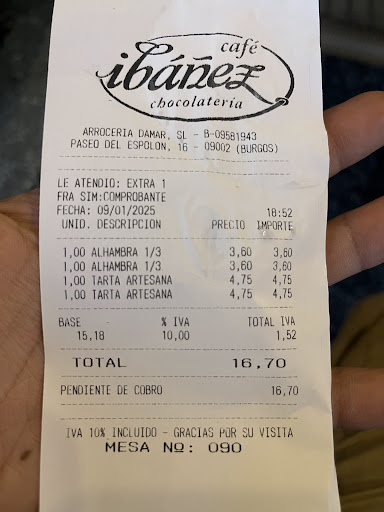 café
ibáñez
chocolatería
ARROCERIA DAMAR, SL - B-09581943
PASEO DEL ESPOLON, 16 - 09002 (BURGOS)
LE ATENDIO: EXTRA 1
FRA SIM:COMPROBANTE
FECHA: 09/01/2025 18:52
UNID. DESCRIPCION PRECIO IMPORTE
1,00 ALHAMBRA 1/3 3,60 3,60
1,00 ALHAMBRA 1/3 3,60 3,60
1,00 TARTA ARTESANA 4,75 4,75
1,00 TARTA ARTESANA 4,75 4,75
BASE % IVA TOTAL IVA
15,18 10,00 1,52
TOTAL 16,70
PENDIENTE DE COBRO 16,70
IVA 10% INCLUIDO - GRACIAS POR SU VISITA
MESA Nº: 090